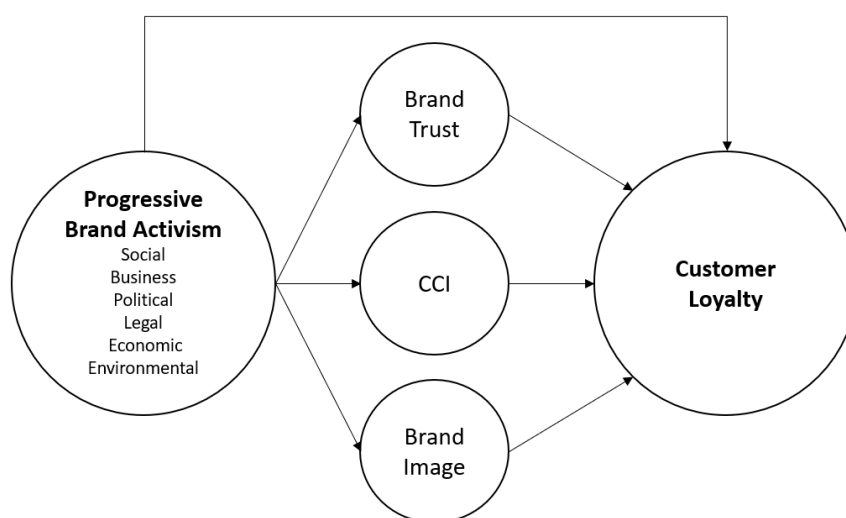 Brand
Trust
Progressive
Brand Activism
Social
Business
Political
Legal
Economic
Environmental
CCI
Customer
Loyalty
Brand
Image